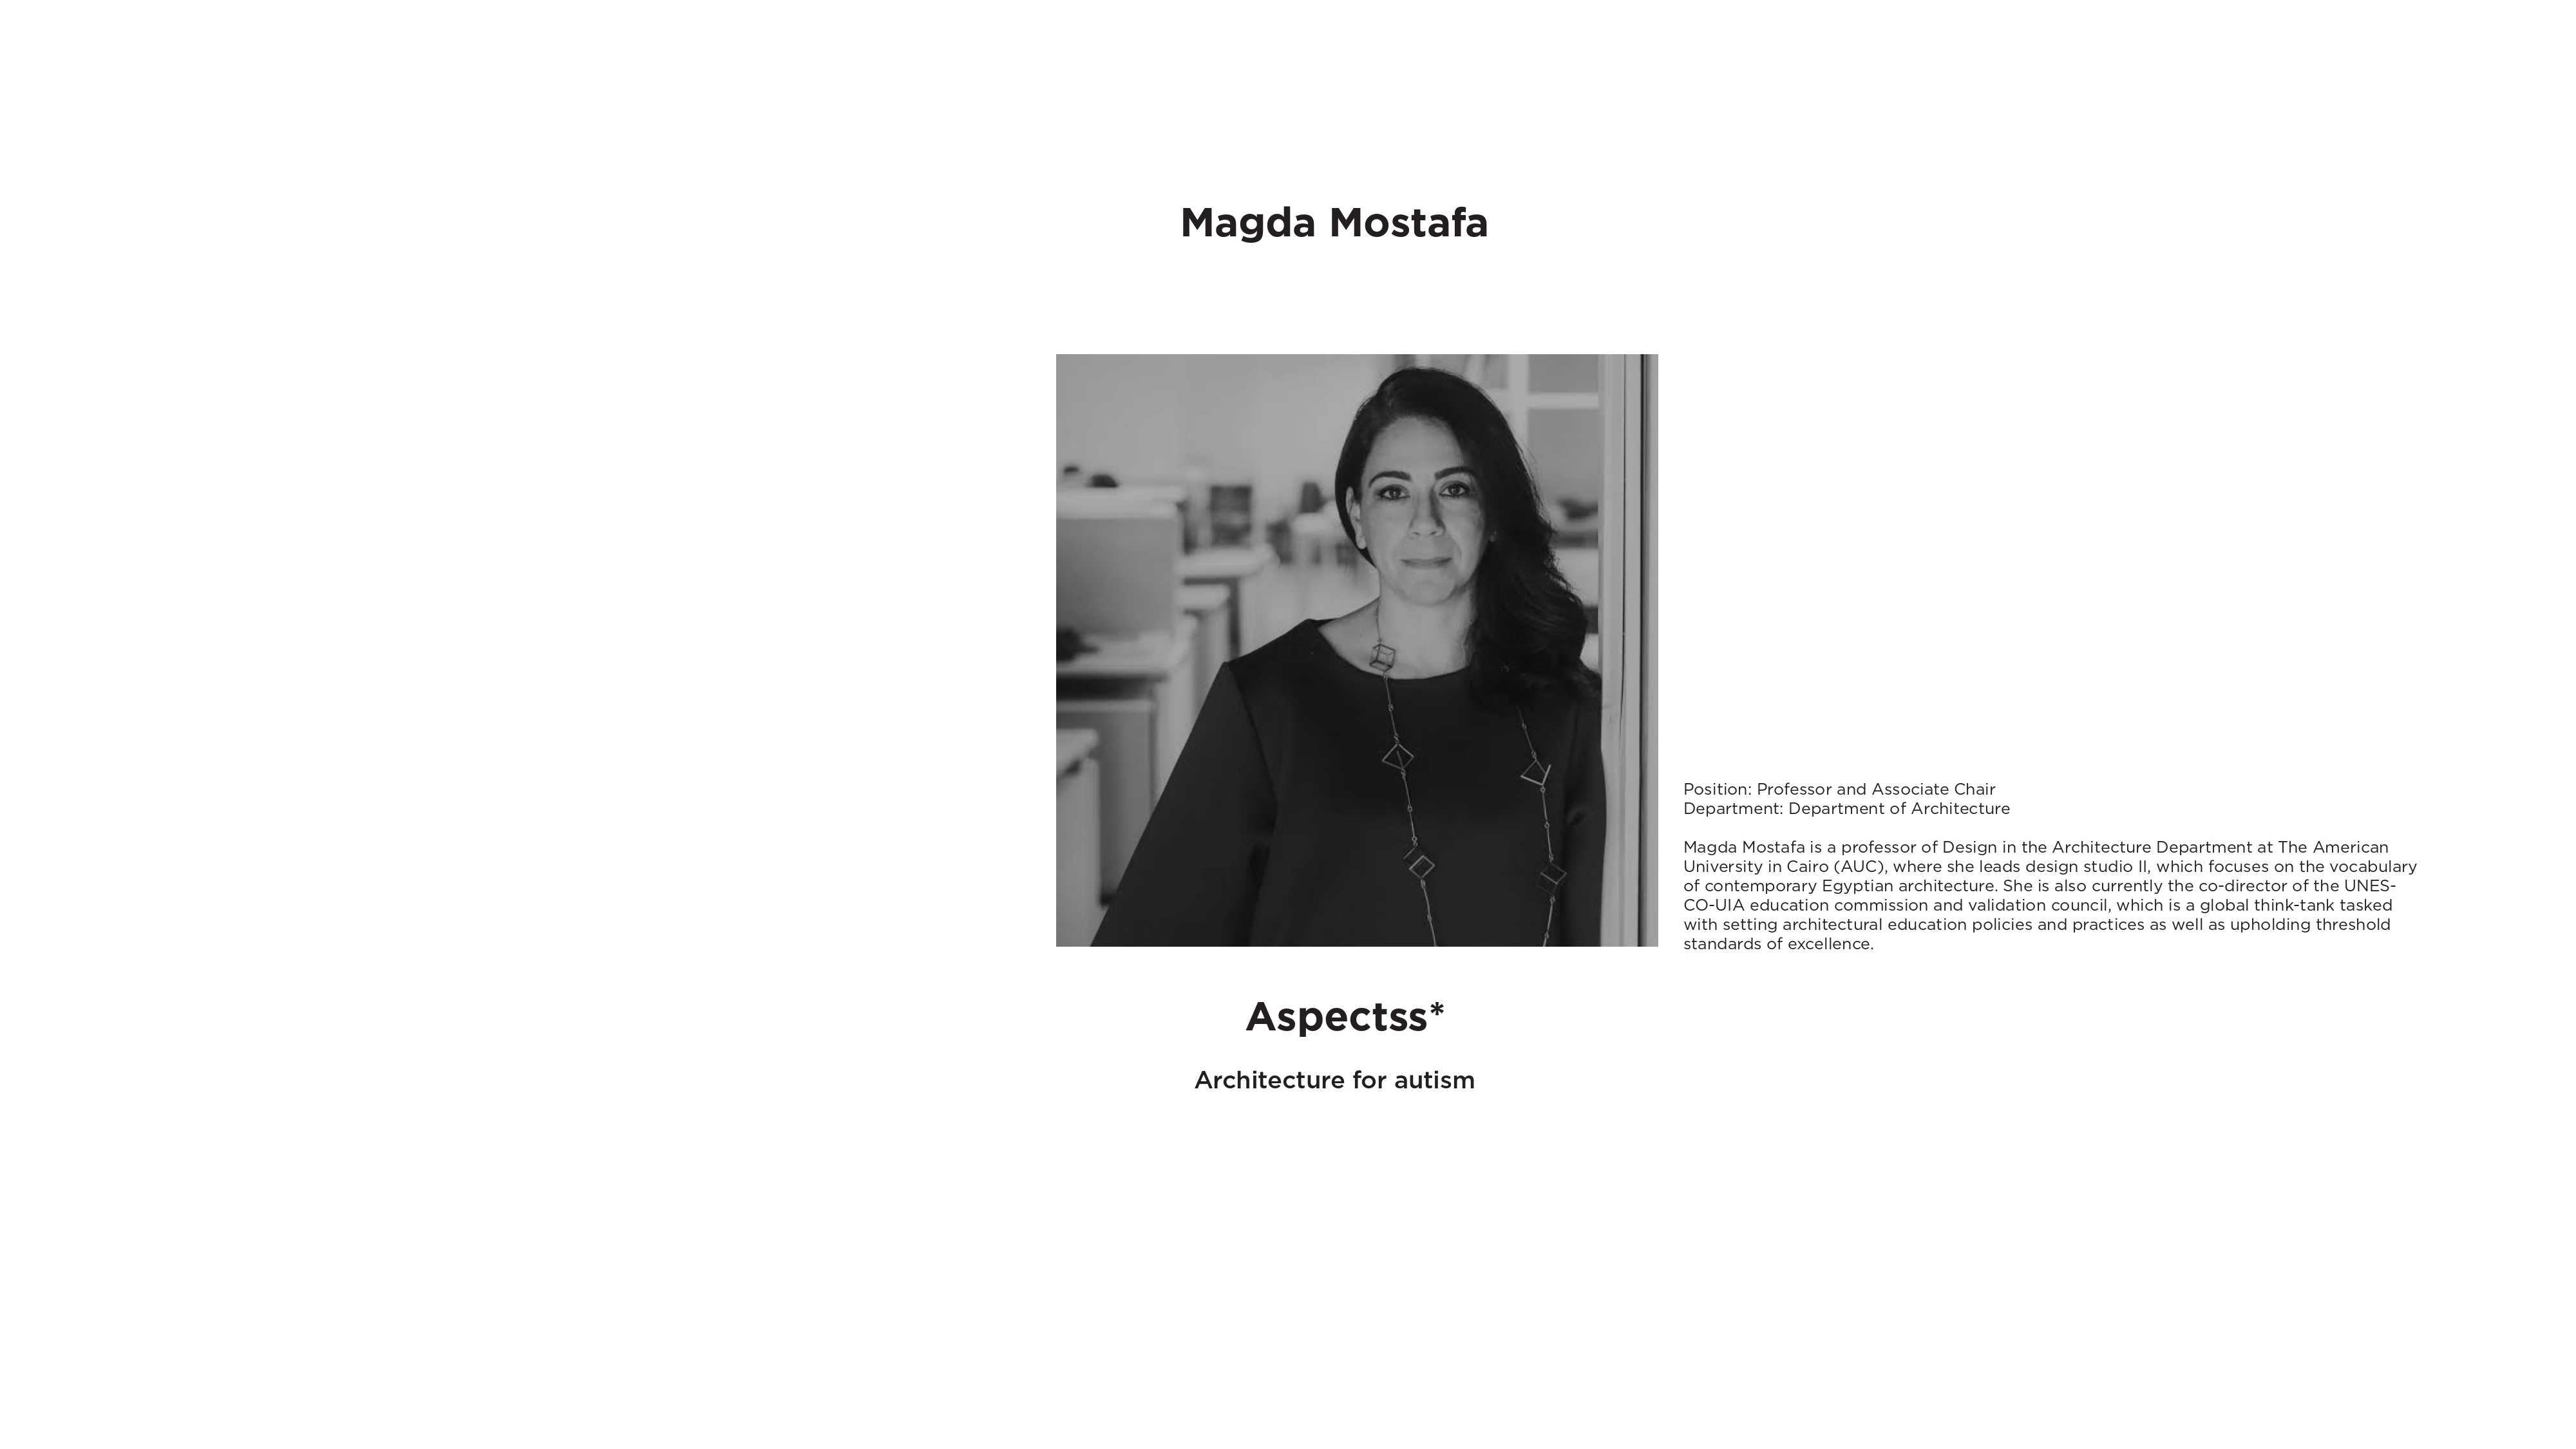 Magda Mostafa
Position: Professor and Associate Chair
Department: Department of Architecture
Magda Mostafa is a professor of Design in the Architecture Department at The American
University in Cairo (AUC), where she leads design studio II, which focuses on the vocabulary
of contemporary Egyptian architecture. She is also currently the co-director of the UNES-
CO-UIA education commission and validation council, which is a global think-tank tasked
with setting architectural education policies and practices as well as upholding threshold
standards of excellence.
Aspectss*
Architecture for autism